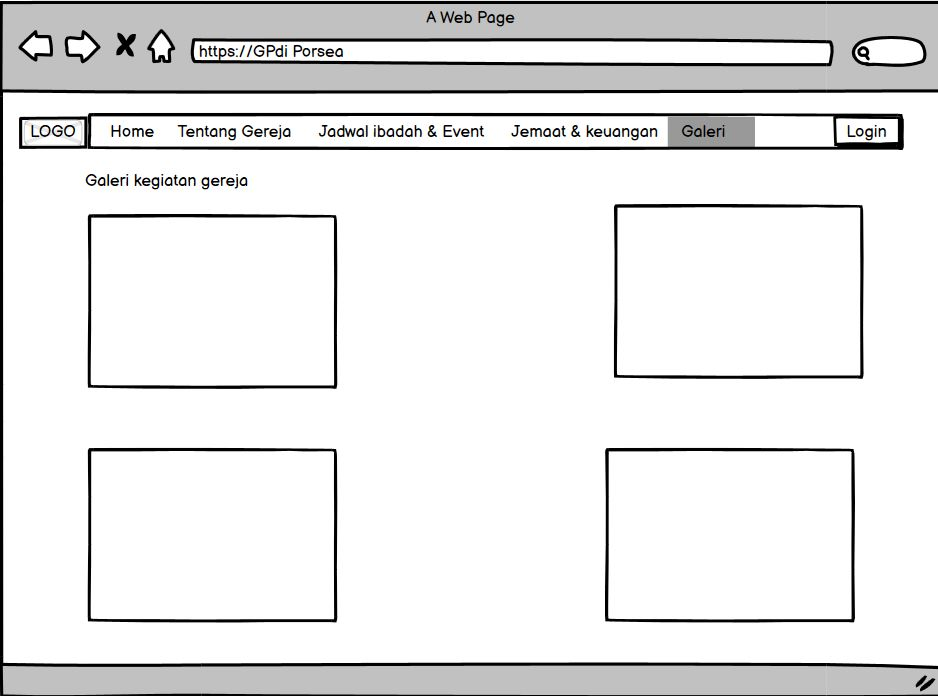 A Web Page
https://GPdi Porsea
LOGO Home Tentang Gereja Jadwal ibadah & Event Jemaat & keuangan Galeri Login
Galeri kegiatan gereja